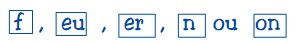 f , eu , er , n ou on